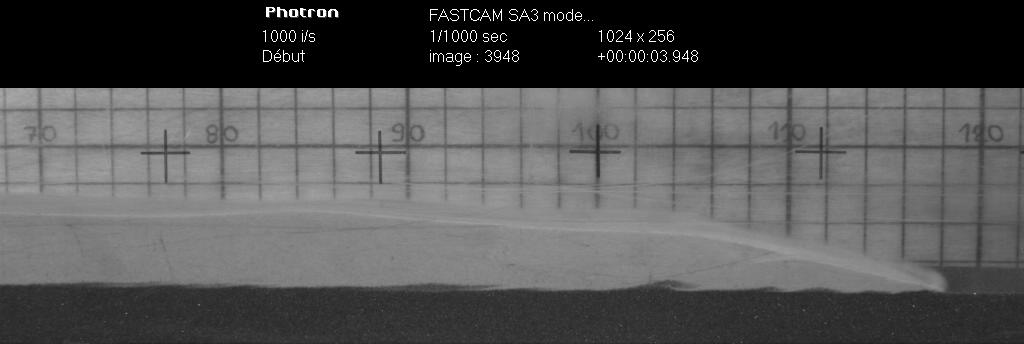 Photron
FASTCAM SA3 mode...
1000 i/s
1/1000 sec
1024 x 256
Début
image : 3948
+00:00:03.948
70
80
90
100
110
120